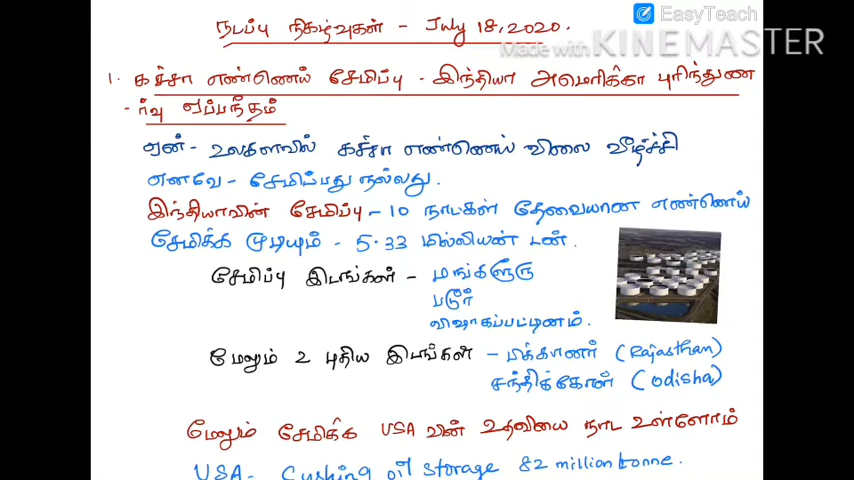 EasyTeach
Made with KINEMASTER
நடப்பு நிகழ்வுகள் - July 18, 2020.
1. கச்சா எண்ணெய் சேமிப்பு - இந்தியா அமெரிக்கா புரிந்துண
- ர்வு ஒப்பந்தம்
ஏன் - உலகளவில் கச்சா எண்ணெய் விலை வீழ்ச்சி
எனவே - சேமிப்பது நல்லது.
இந்தியாவின் சேமிப்பு - 10 நாட்கள் தேவையான எண்ணெய்
சேமிக்க முடியும் - 5.33 மில்லியன் டன்.
சேமிப்பு இடங்கள் - மங்களூரு
படூர்
விஷாகப்பட்டினம்.
மேலும் 2 புதிய இடங்கள் - பிக்கானர் (Rajasthan)
சந்திக்கோள் (Odisha)
மேலும் சேமிக்க USA வின் உதவியை நாட உள்ளோம்
USA - Cushing oil storage 82 million tonne.